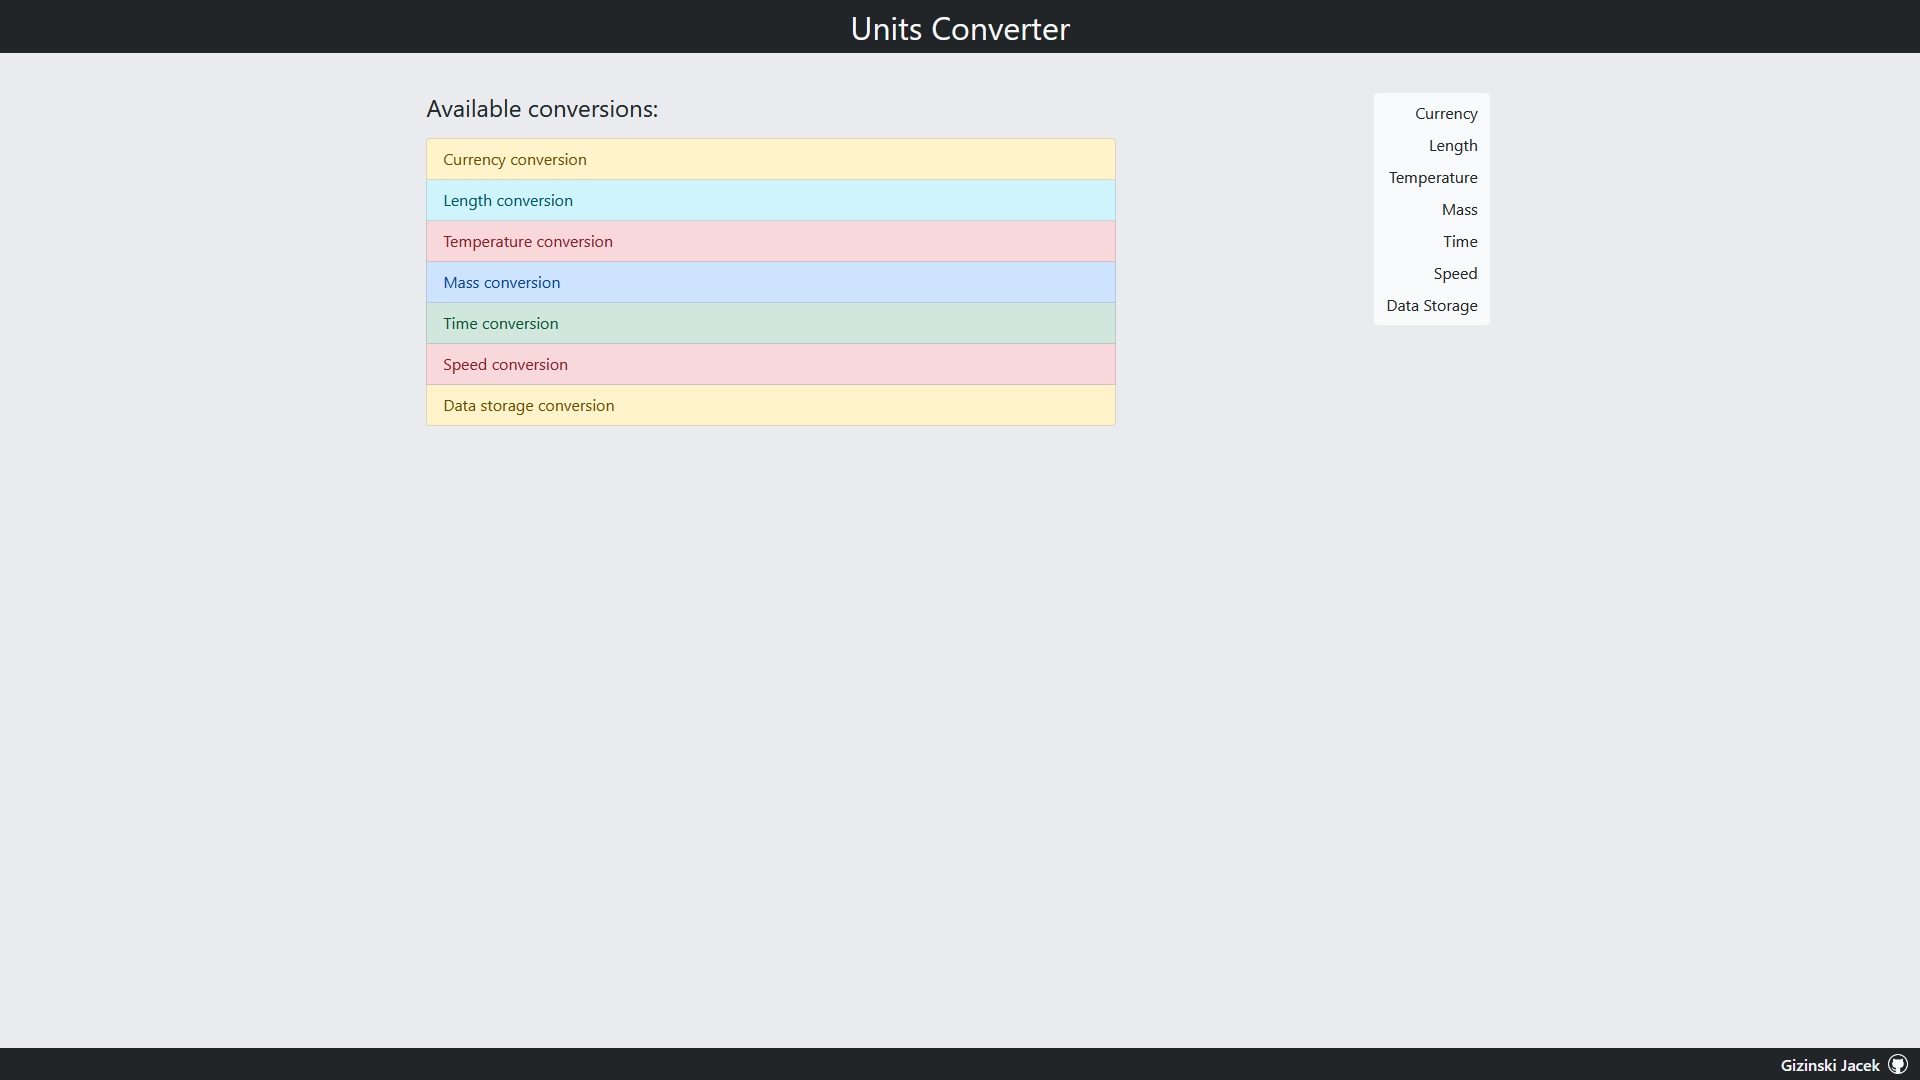 Units Converter
Available conversions:
Currency conversion
Length conversion
Temperature conversion
Mass conversion
Time conversion
Speed conversion
Data storage conversion
Currency
Length
Temperature
Mass
Time
Speed
Data Storage
Gizinski Jacek